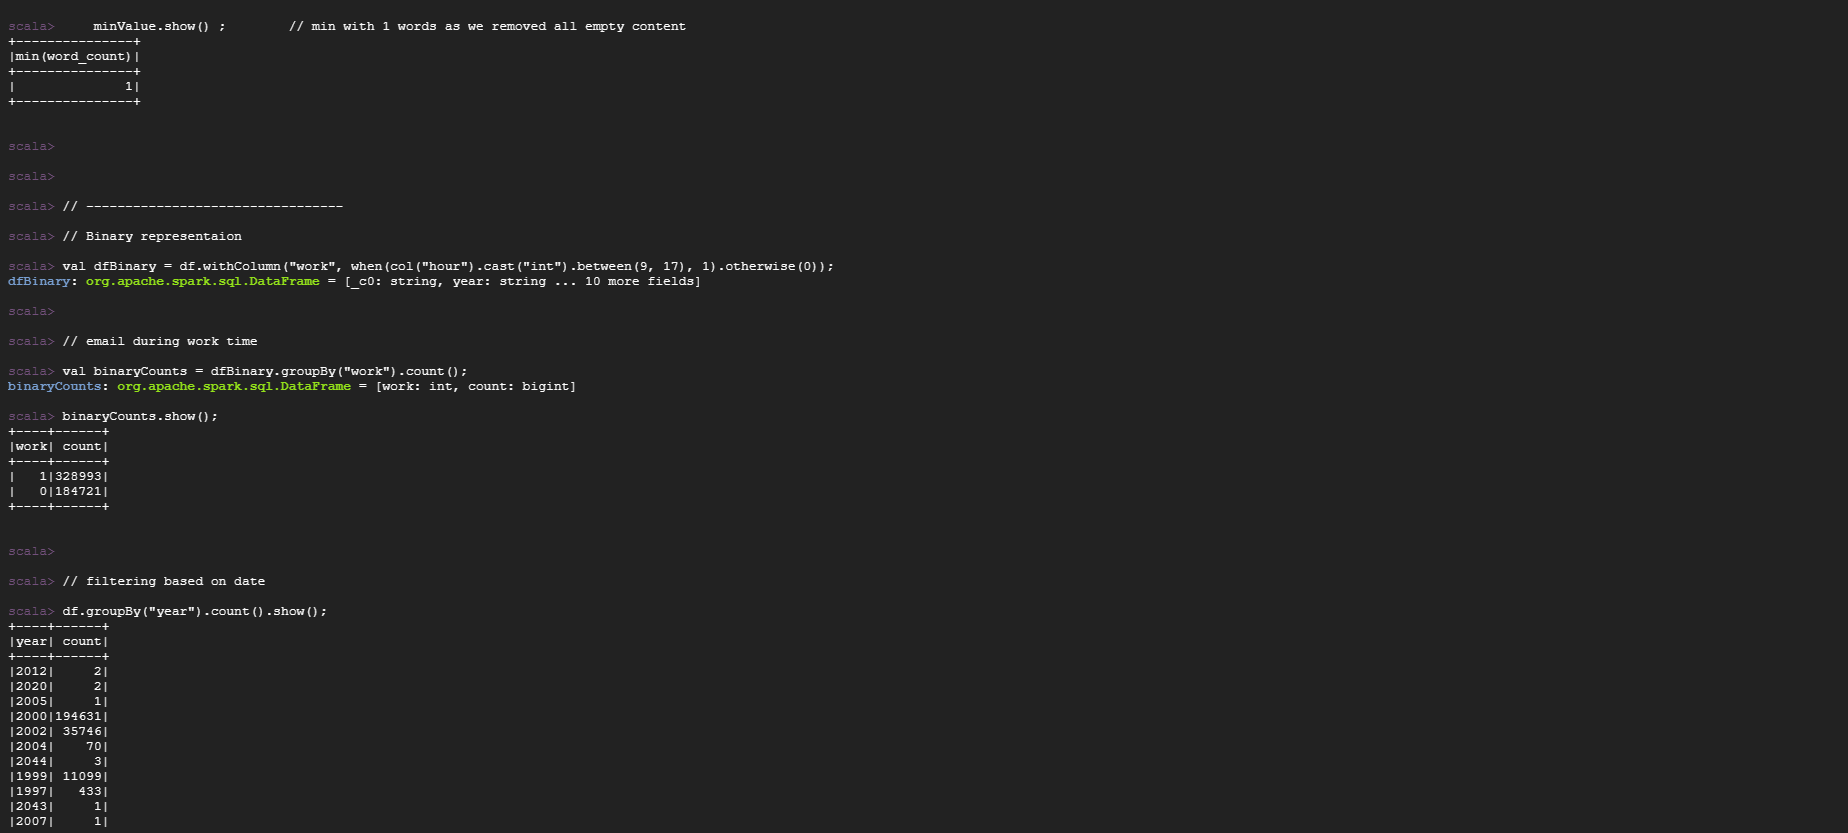 scala>     minValue.show() ;        // min with 1 words as we removed all empty content
+---------------+
|min(word_count)|
+---------------+
|              1|
+---------------+
scala>
scala>
scala> // ---------------------------------
scala> // Binary representaion
scala> val dfBinary = df.withColumn("work", when(col("hour").cast("int").between(9, 17), 1).otherwise(0));
dfBinary: org.apache.spark.sql.DataFrame = [_c0: string, year: string ... 10 more fields]
scala>
scala> // email during work time
scala> val binaryCounts = dfBinary.groupBy("work").count();
binaryCounts: org.apache.spark.sql.DataFrame = [work: int, count: bigint]
scala> binaryCounts.show();
+----+------+
|work| count|
+----+------+
|   1|328993|
|   0|184721|
+----+------+
scala>
scala> // filtering based on date
scala> df.groupBy("year").count().show();
+----+------+
|year| count|
+----+------+
|2012|     2|
|2020|     2|
|2005|     1|
|2000|194631|
|2002| 35746|
|2004|    70|
|2044|     3|
|1999| 11099|
|1997|   433|
|2043|     1|
|2007|     1|